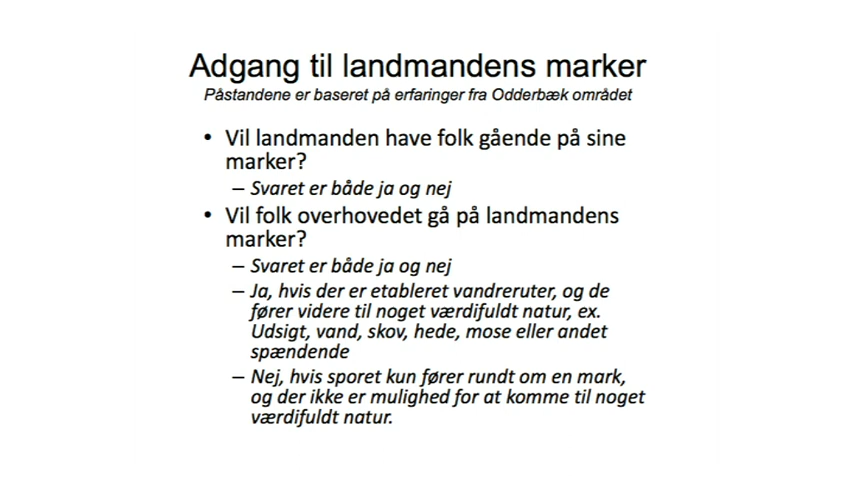 Adgang til landmandens marker
Påstandene er baseret på erfaringer fra Odderbæk området
• Vil landmanden have folk gående på sine
marker?
– Svaret er både ja og nej
• Vil folk overhovedet gå på landmandens
marker?
– Svaret er både ja og nej
– Ja, hvis der er etableret vandreruter, og de
fører videre til noget værdifuldt natur, ex.
Udsigt, vand, skov, hede, mose eller andet
spændende
– Nej, hvis sporet kun fører rundt om en mark,
og der ikke er mulighed for at komme til noget
værdifuldt natur.